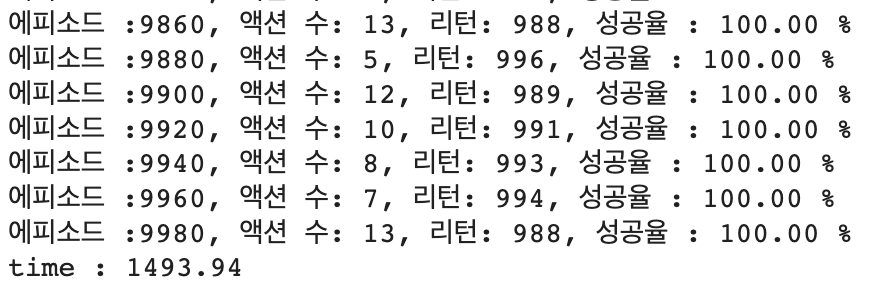 에피소드 :9860, 액션 수: 13, 리턴: 988, 성공율 : 100.00 %
에피소드 :9880, 액션 수: 5, 리턴: 996, 성공율 : 100.00 %
에피소드 :9900, 액션 수: 12, 리턴: 989, 성공율 : 100.00 %
에피소드 :9920, 액션 수: 10, 리턴: 991, 성공율 : 100.00 %
에피소드 :9940, 액션 수: 8, 리턴: 993, 성공율 : 100.00 %
에피소드 :9960, 액션 수: 7, 리턴: 994, 성공율 : 100.00 %
에피소드 :9980, 액션 수: 13, 리턴: 988, 성공율 : 100.00 %
time : 1493.94